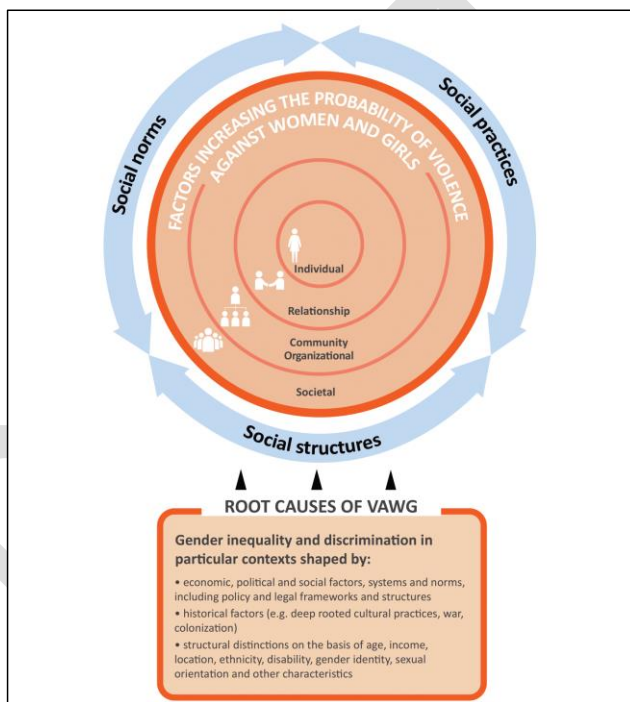 FACTORS INCREASING THE PROBABILITY OF VIOLENCE
AGAINST WOMEN AND GIRLS
Social norms
Social practices
Individual
Relationship
Community
Organizational
Societal
Social structures
ROOT CAUSES OF VAWG
Gender inequality and discrimination in
particular contexts shaped by:
• economic, political and social factors, systems and norms,
including policy and legal frameworks and structures
• historical factors (e.g. deep rooted cultural practices, war,
colonization)
• structural distinctions on the basis of age, income,
location, ethnicity, disability, gender identity, sexual
orientation and other characteristics